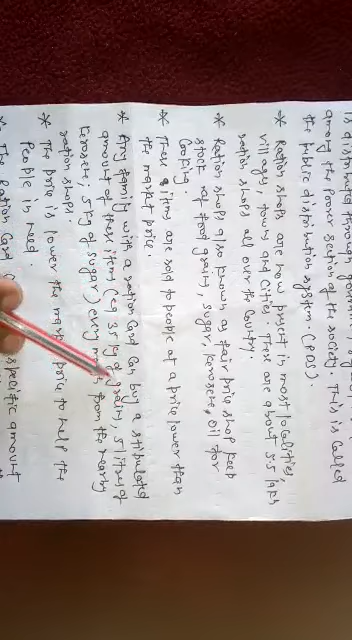 is distributed through
among the poorer section of the society. This is called
the public distribution system. (PDS).
* Ration shops are now present in most localities,
villages, towns and cities. There are about 5.5 lakh
ration shops all over the country.
* Ration shops also known as fair price shop keep
stock of food grains, sugar, kerosene, oil for
cooking.
* These items are sold to people at a price lower than
the market price.
* Any family with a ration card can buy a stipulated
amount of these item (eg 35 kg of grains, 5 litres of
kerosene, 5 kg of sugar) every from the nearby
ration shops.
* The price is lower the market price to help the
people in need.
* The Ration Card specific amount